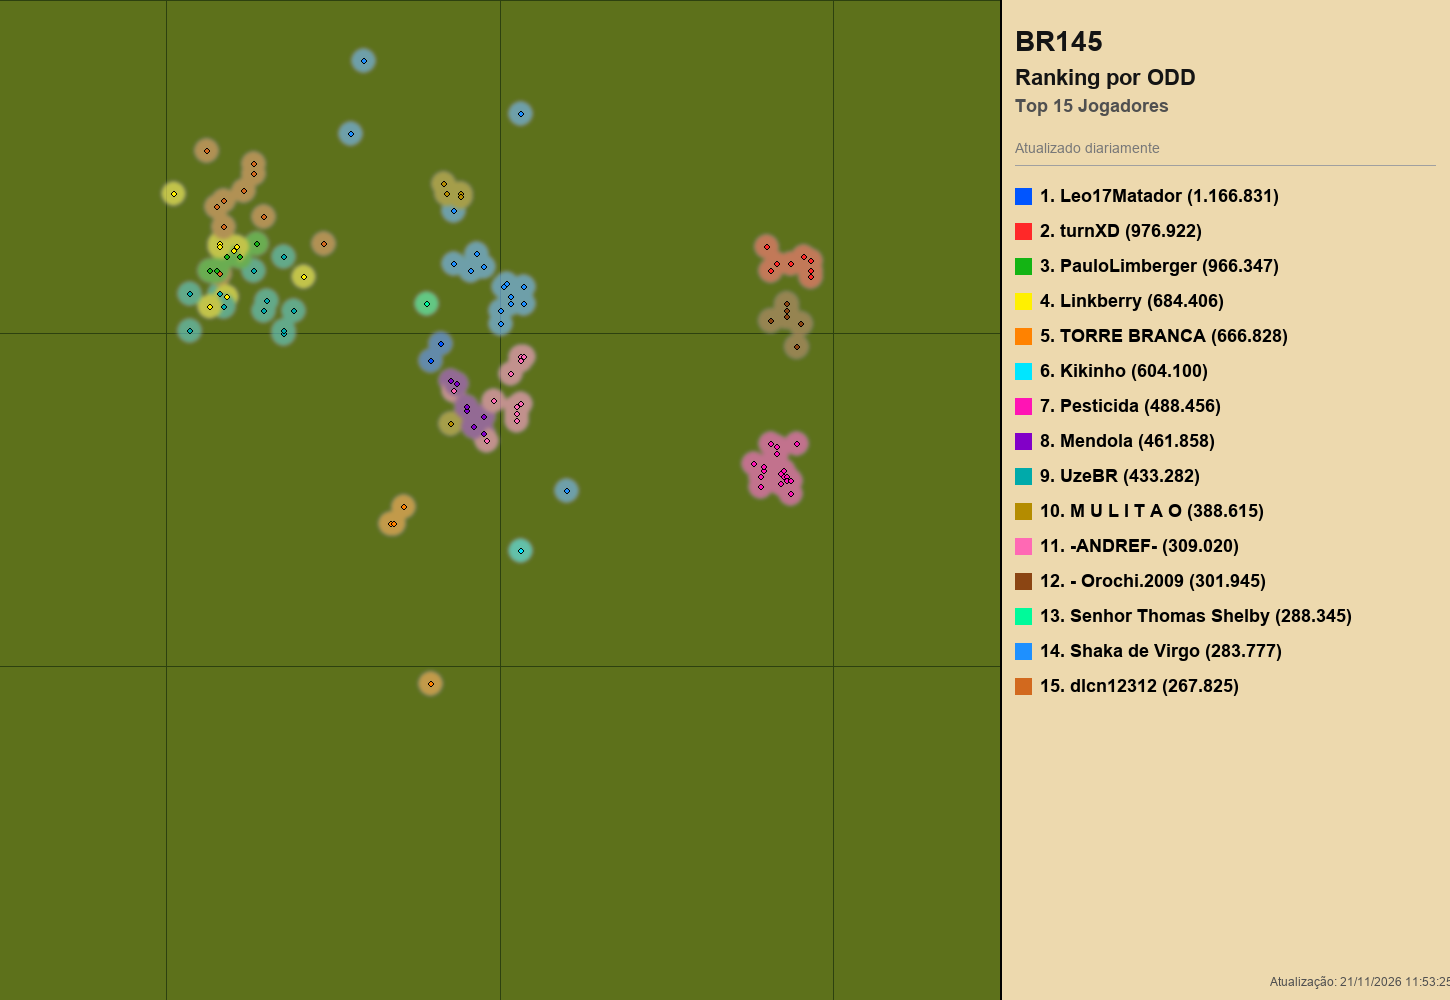 BR145
Ranking por ODD
Top 15 Jogadores
Atualizado diariamente
1. Leo17Matador (1.166.831)
2. turnXD (976.922)
3. PauloLimberger (966.347)
4. Linkberry (684.406)
5. TORRE BRANCA (666.828)
6. Kikinho (604.100)
7. Pesticida (488.456)
8. Mendola (461.858)
9. UzeBR (433.282)
10. M U L I T A O (388.615)
11. -ANDREF- (309.020)
12. - Orochi.2009 (301.945)
13. Senhor Thomas Shelby (288.345)
14. Shaka de Virgo (283.777)
15. dlcn12312 (267.825)
Atualização: 21/11/2026 11:53:25